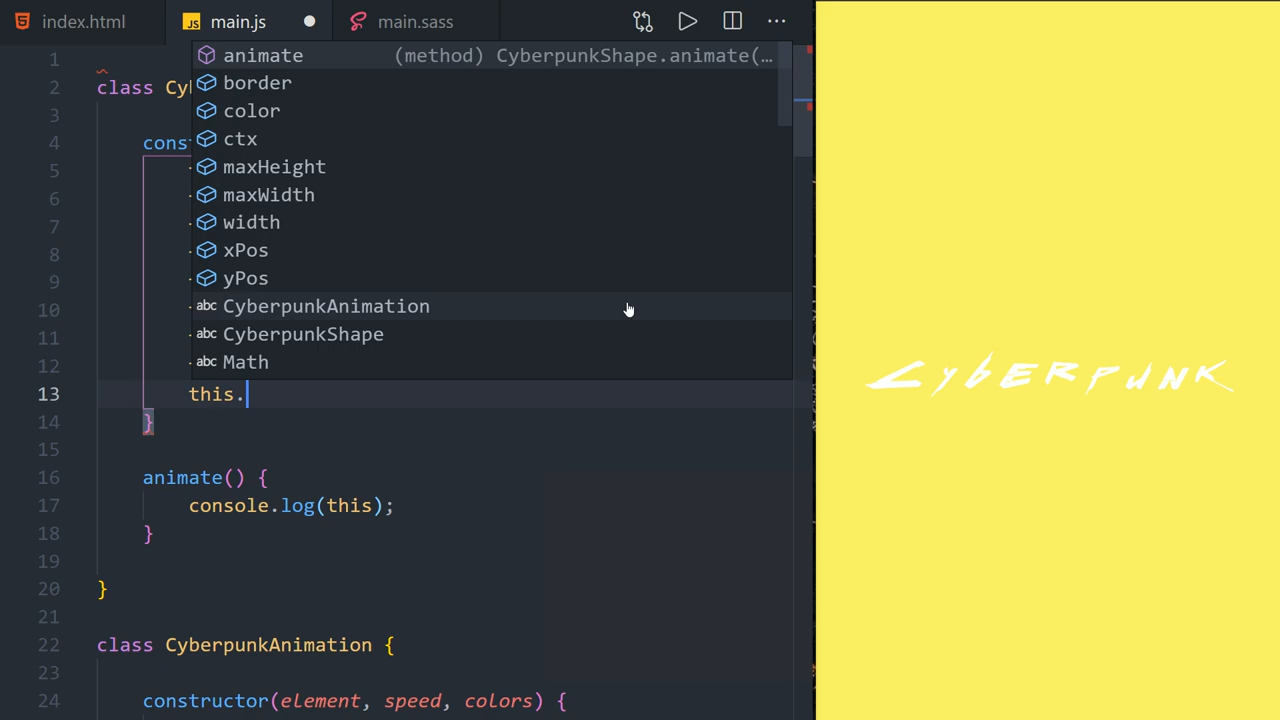 index.html main.js main.sass
1
animate (method) CyberpunkShape.animate(…
2 class Cy
border
color
3
4 cons
ctx
5
maxHeight
6
maxWidth
7
width
8
xPos
9
yPos
10
CyberpunkAnimation
11
CyberpunkShape
12
Math
13 this.
14 }
15
16 animate() {
17 console.log(this);
18 }
19
20 }
21
22 class CyberpunkAnimation {
23
24 constructor(element, speed, colors) {
CYbERPUNK